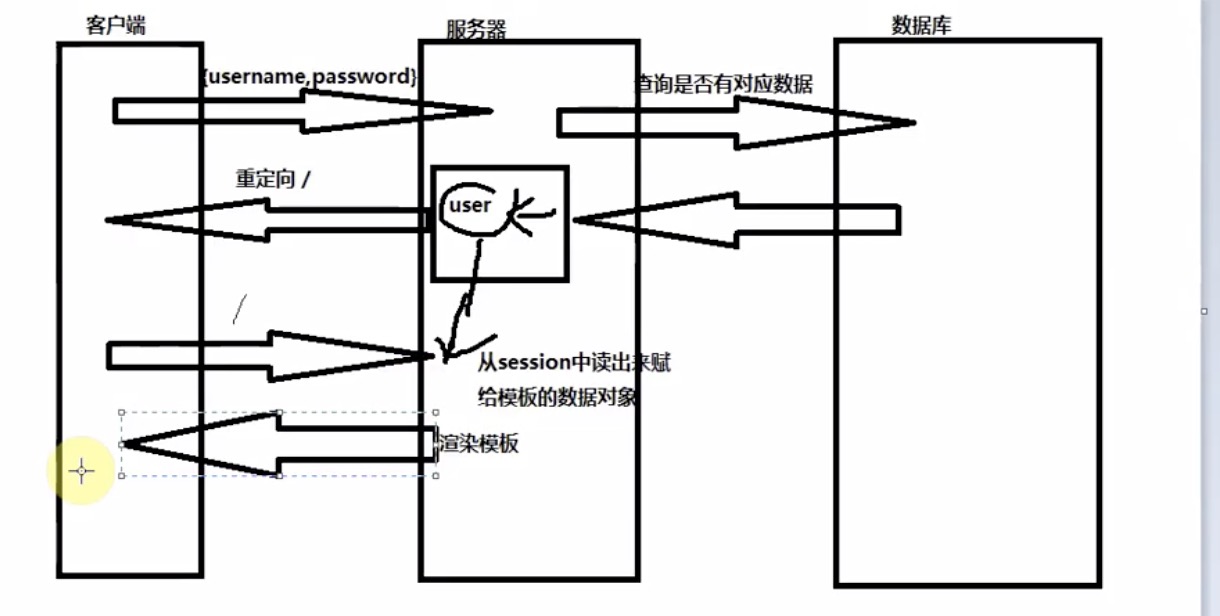 客户端
服务器
数据库
{username,password}
查询是否有对应数据
重定向 /
user
/
从session中读出来赋
给模板的数据对象
渲染模板